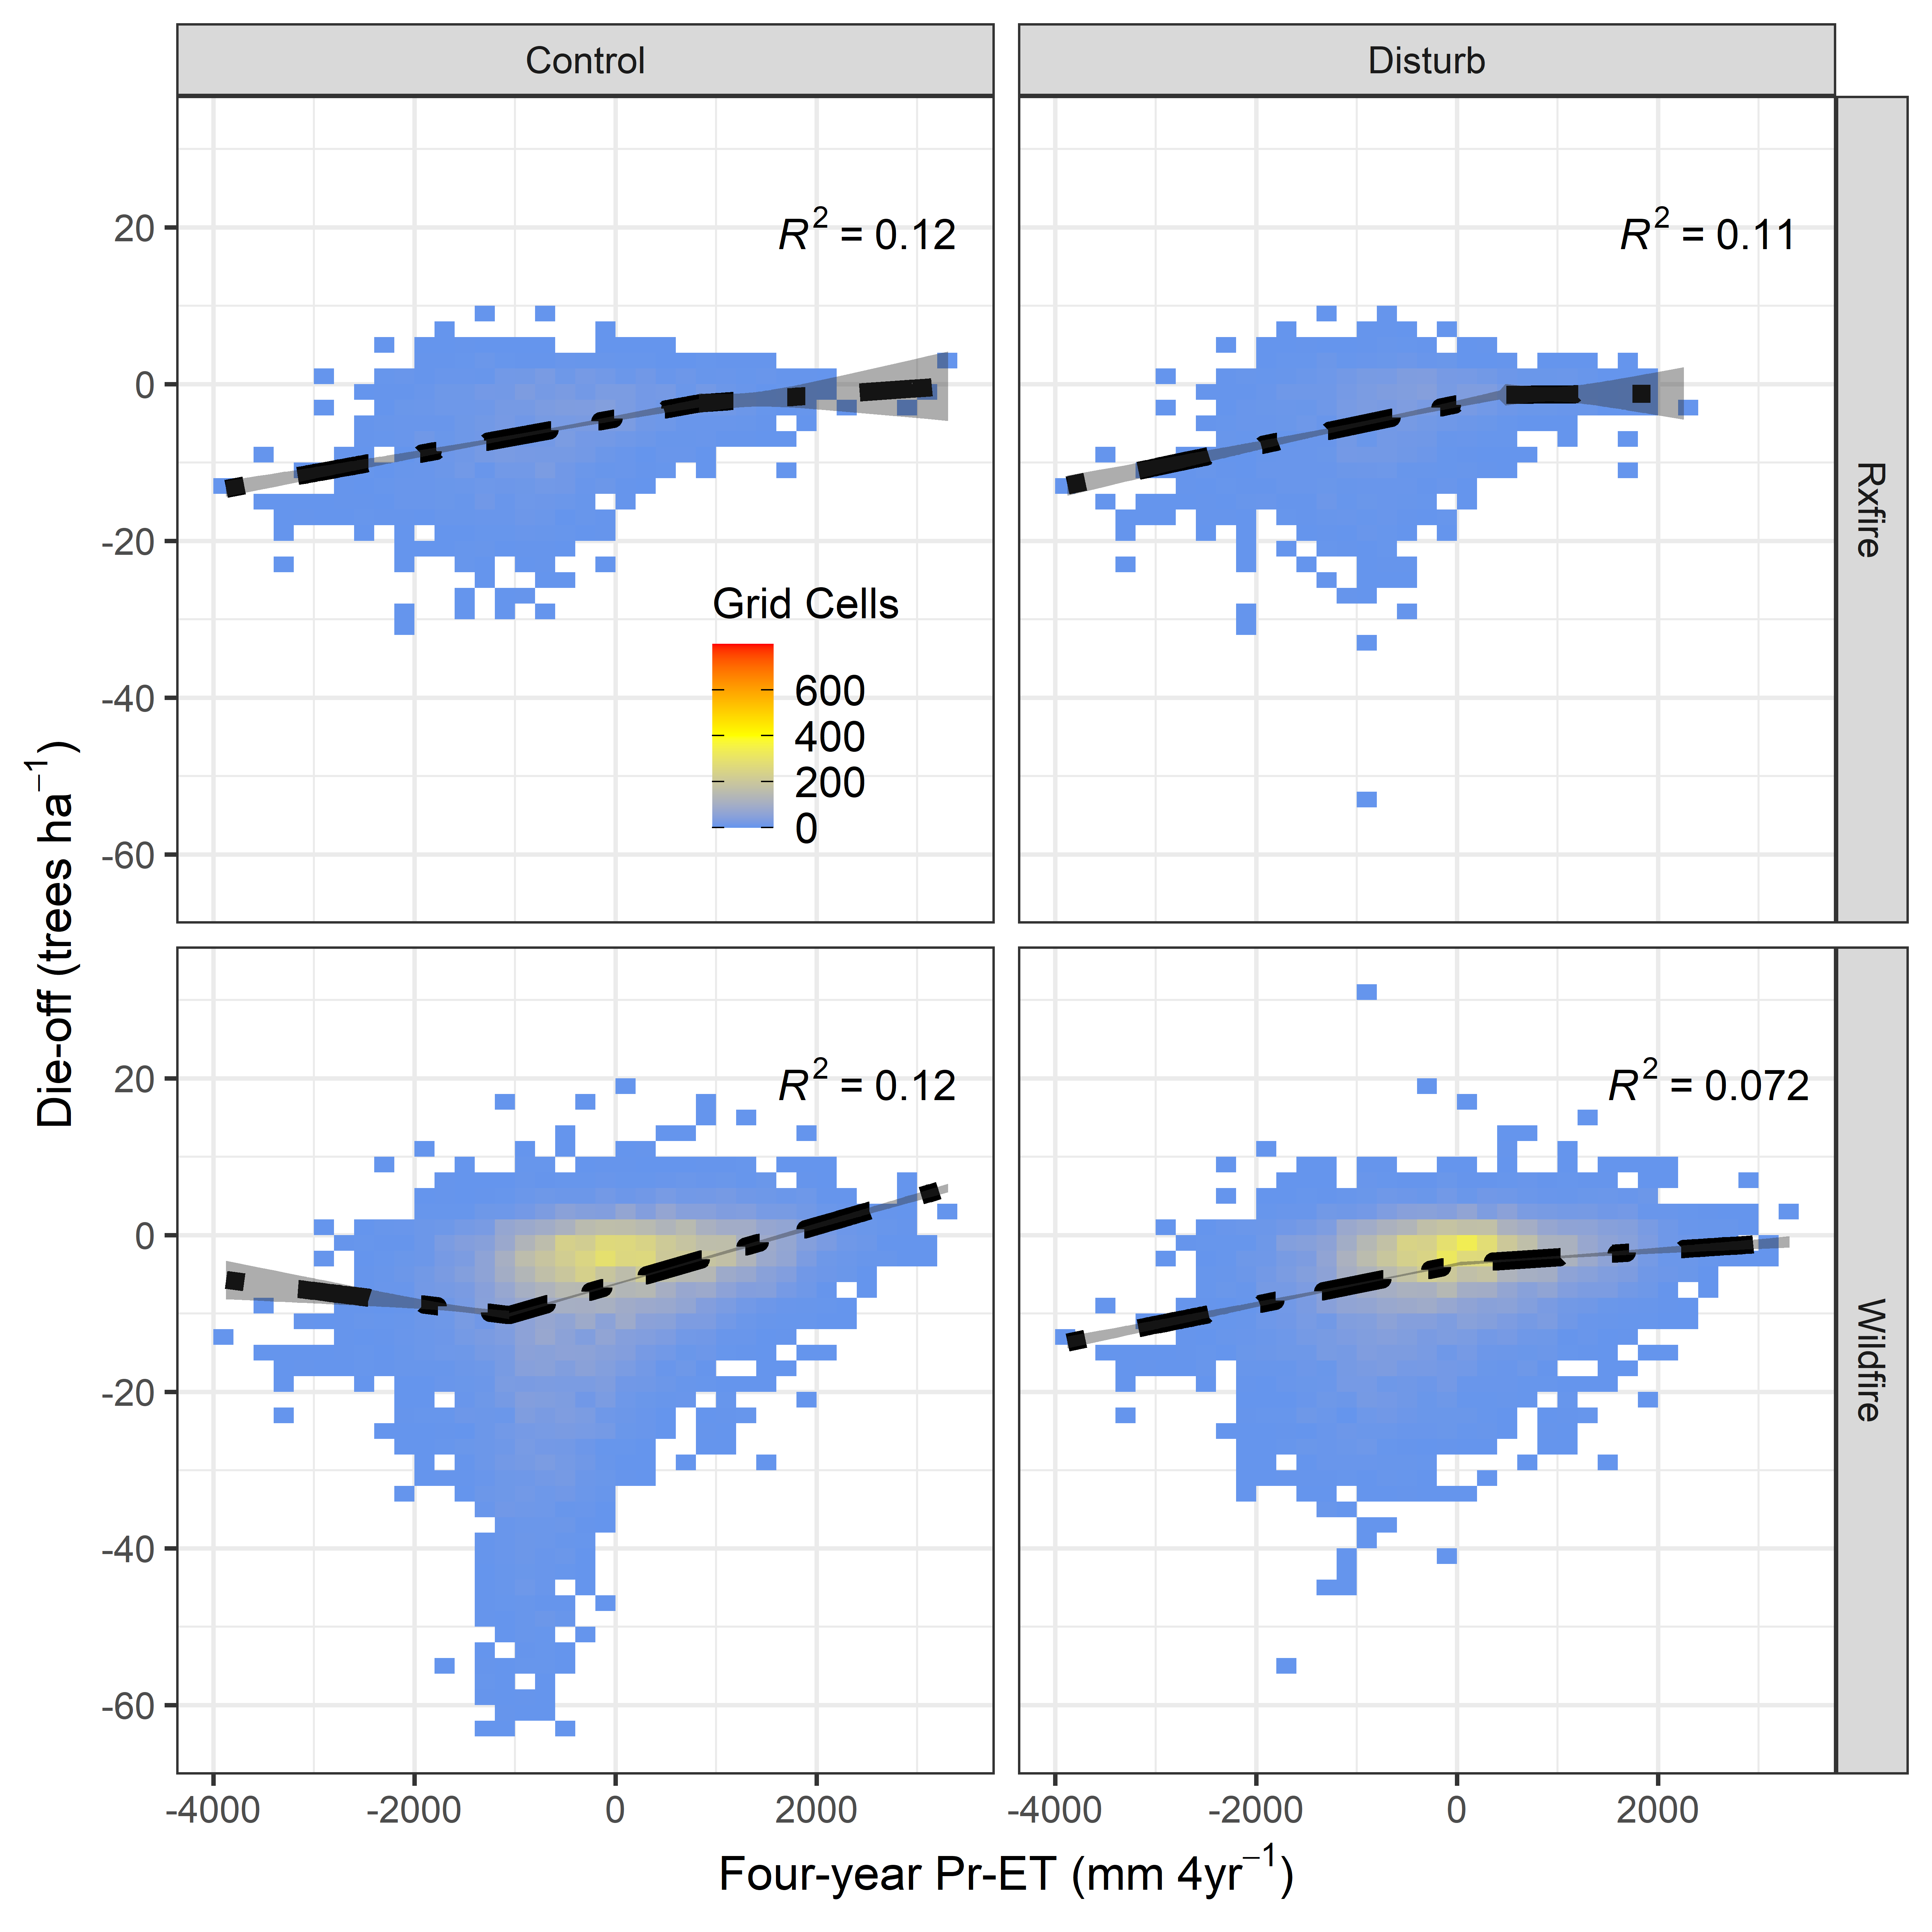 Control
Disturb
Rxfire
Wildfire
R² = 0.12
R² = 0.11
R² = 0.12
R² = 0.072
Grid Cells
600
400
200
0
20
0
-20
-40
-60
20
0
-20
-40
-60
Die-off (trees ha⁻¹)
-4000
-2000
0
2000
-4000
-2000
0
2000
Four-year Pr-ET (mm 4yr⁻¹)